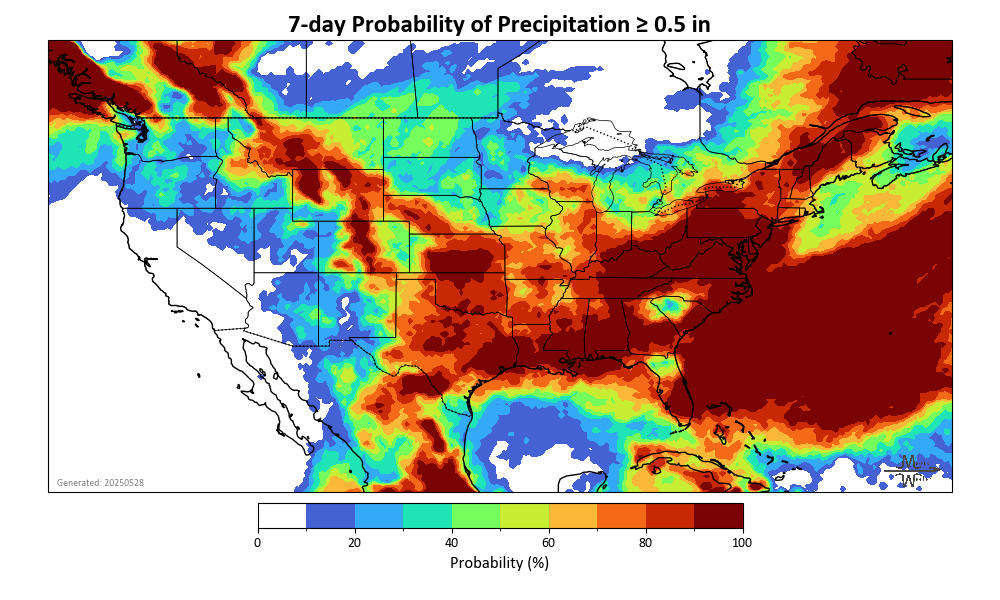 7-day Probability of Precipitation ≥ 0.5 in
Generated: 20250528
0 20 40 60 80 100
Probability (%)